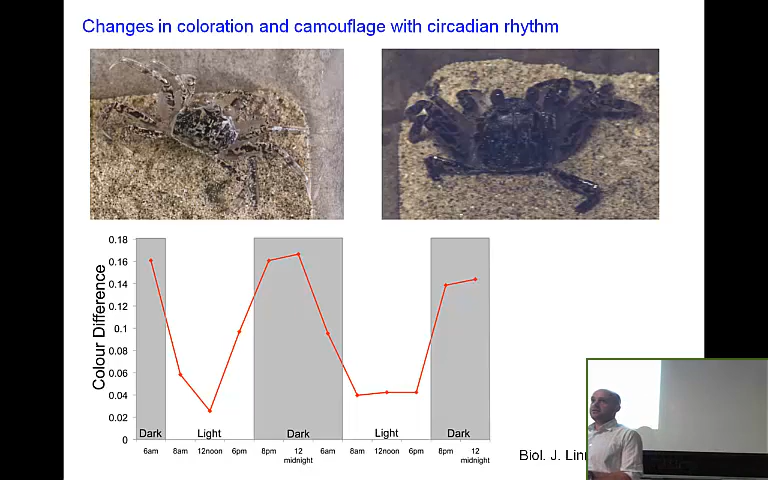 Changes in coloration and camouflage with circadian rhythm
Colour Difference
0.18
0.16
0.14
0.12
0.1
0.08
0.06
0.04
0.02
0
Dark Light Dark Light Dark
6am 8am 12noon 6pm 8pm 12 midnight 6am 8am 12noon 6pm 8pm 12 midnight
Biol. J.